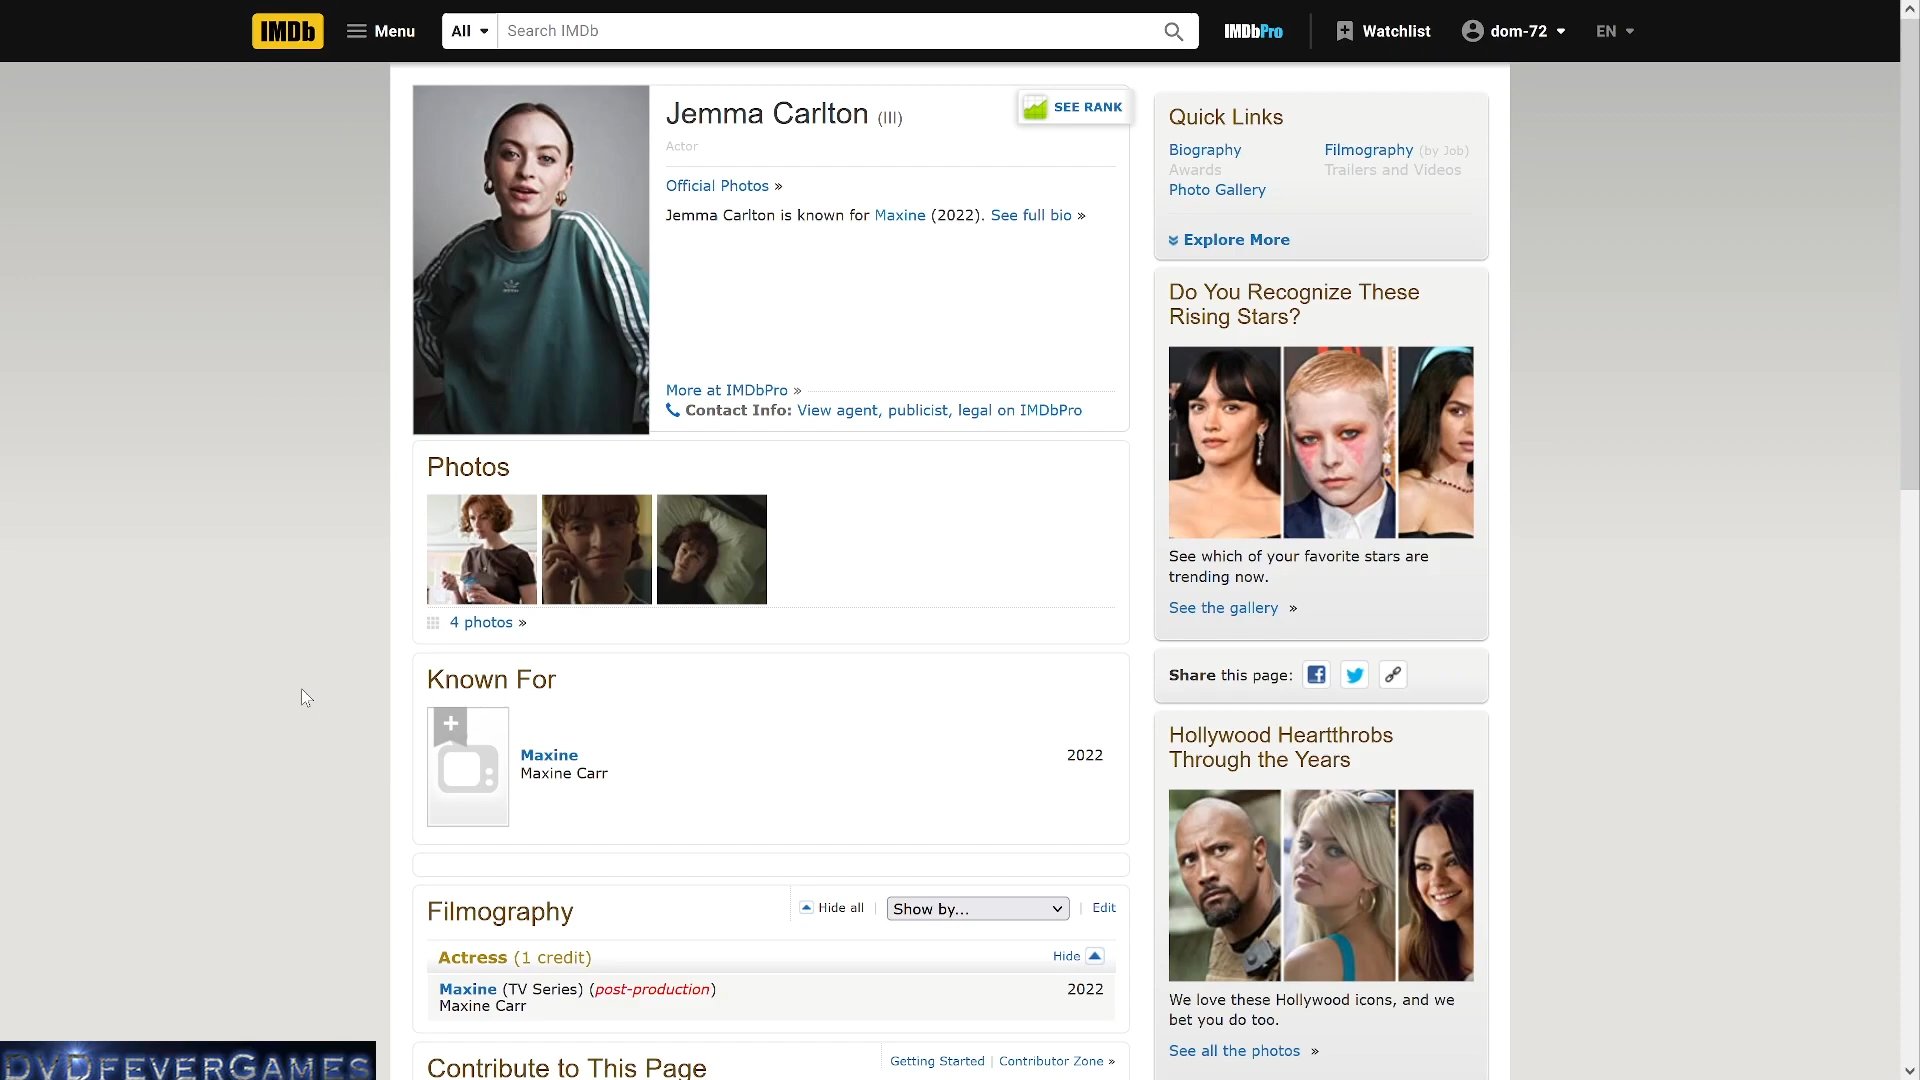 IMDb
Menu
All
Search IMDb
IMDbPro
Watchlist
dom-72
EN
Jemma Carlton (III)
SEE RANK
Actor
Official Photos »
Jemma Carlton is known for Maxine (2022). See full bio »
More at IMDbPro »
Contact Info: View agent, publicist, legal on IMDbPro
Photos
4 photos »
Known For
Maxine
2022
Maxine Carr
Filmography
Hide all
|
Show by...
|
Edit
Actress (1 credit)
Hide
Maxine (TV Series) (post-production)
2022
Maxine Carr
Contribute to This Page
Getting Started | Contributor Zone »
Quick Links
Biography
Filmography (by Job)
Awards
Trailers and Videos
Photo Gallery
Explore More
Do You Recognize These
Rising Stars?
See which of your favorite stars are
trending now.
See the gallery »
Share this page:
Hollywood Heartthrobs
Through the Years
We love these Hollywood icons, and we
bet you do too.
See all the photos »
DVDFEVERGAMES